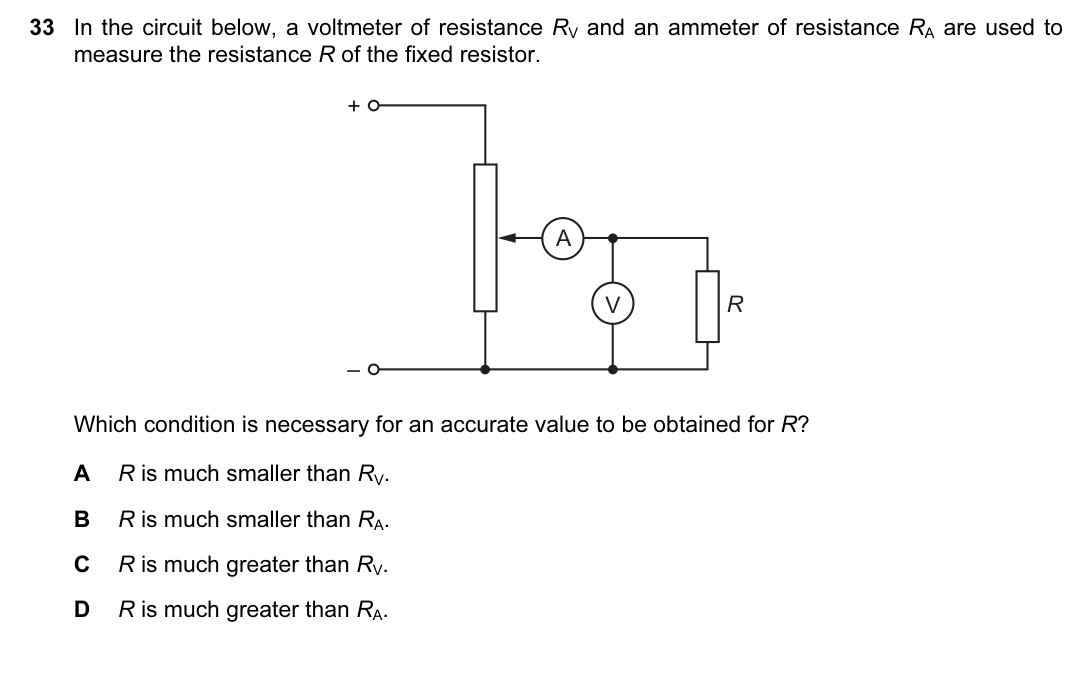 33 In the circuit below, a voltmeter of resistance RV and an ammeter of resistance RA are used to
measure the resistance R of the fixed resistor.
+
A
V
R
–
Which condition is necessary for an accurate value to be obtained for R?
A R is much smaller than RV.
B R is much smaller than RA.
C R is much greater than RV.
D R is much greater than RA.